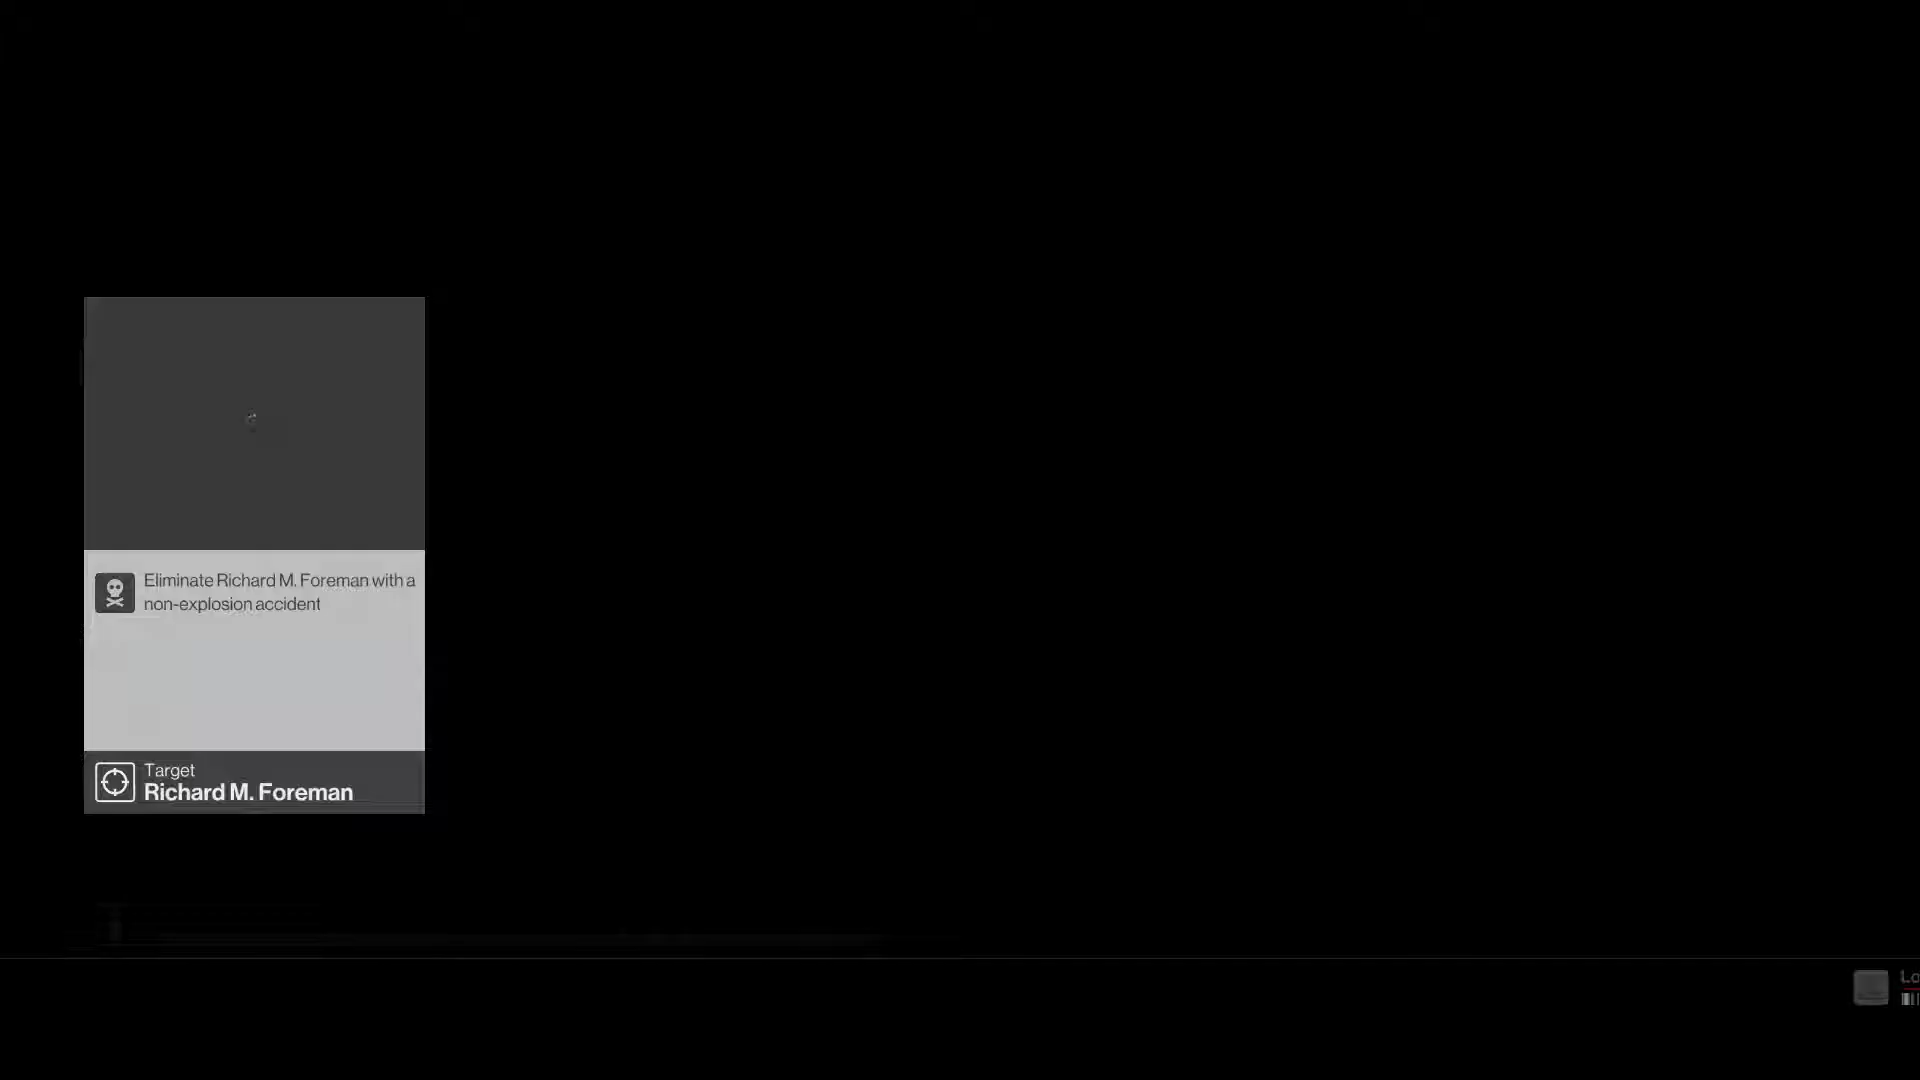 Eliminate Richard M. Foreman with a
non-explosion accident
Target
Richard M. Foreman